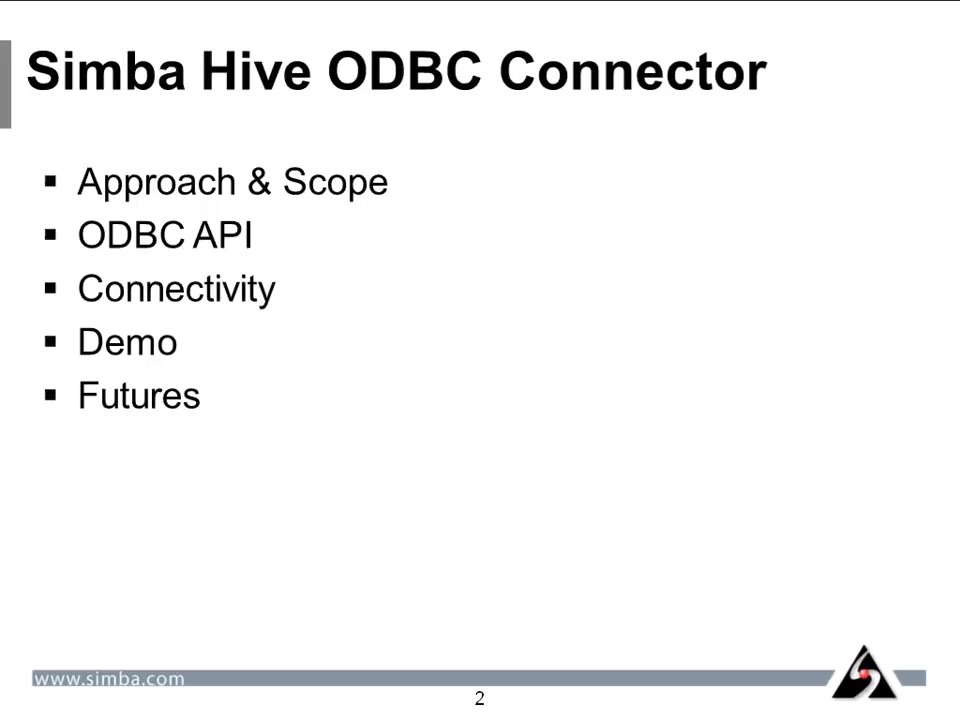 Simba Hive ODBC Connector
▪ Approach & Scope
▪ ODBC API
▪ Connectivity
▪ Demo
▪ Futures
www.simba.com
2